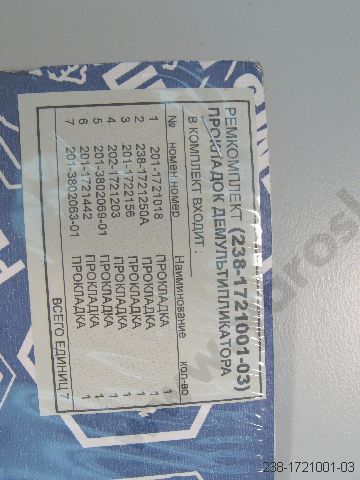 РЕМКОМПЛЕКТ (238-1721001-03)
ПРОКЛАДОК ДЕМУЛЬТИПЛИКАТОРА
В КОМПЛЕКТ ВХОДИТ :
№ номен номер Наименование кол-во
1 201-1721018 ПРОКЛАДКА 1
2 238-1721250А ПРОКЛАДКА 1
3 201-1722156 ПРОКЛАДКА 1
4 202-1721203 ПРОКЛАДКА 1
5 201-3802069-01 ПРОКЛАДКА 1
6 201-1721442 ПРОКЛАДКА 1
7 201-3802063-01 ПРОКЛАДКА 1
ВСЕГО ЕДИНИЦ 7
238-1721001-03